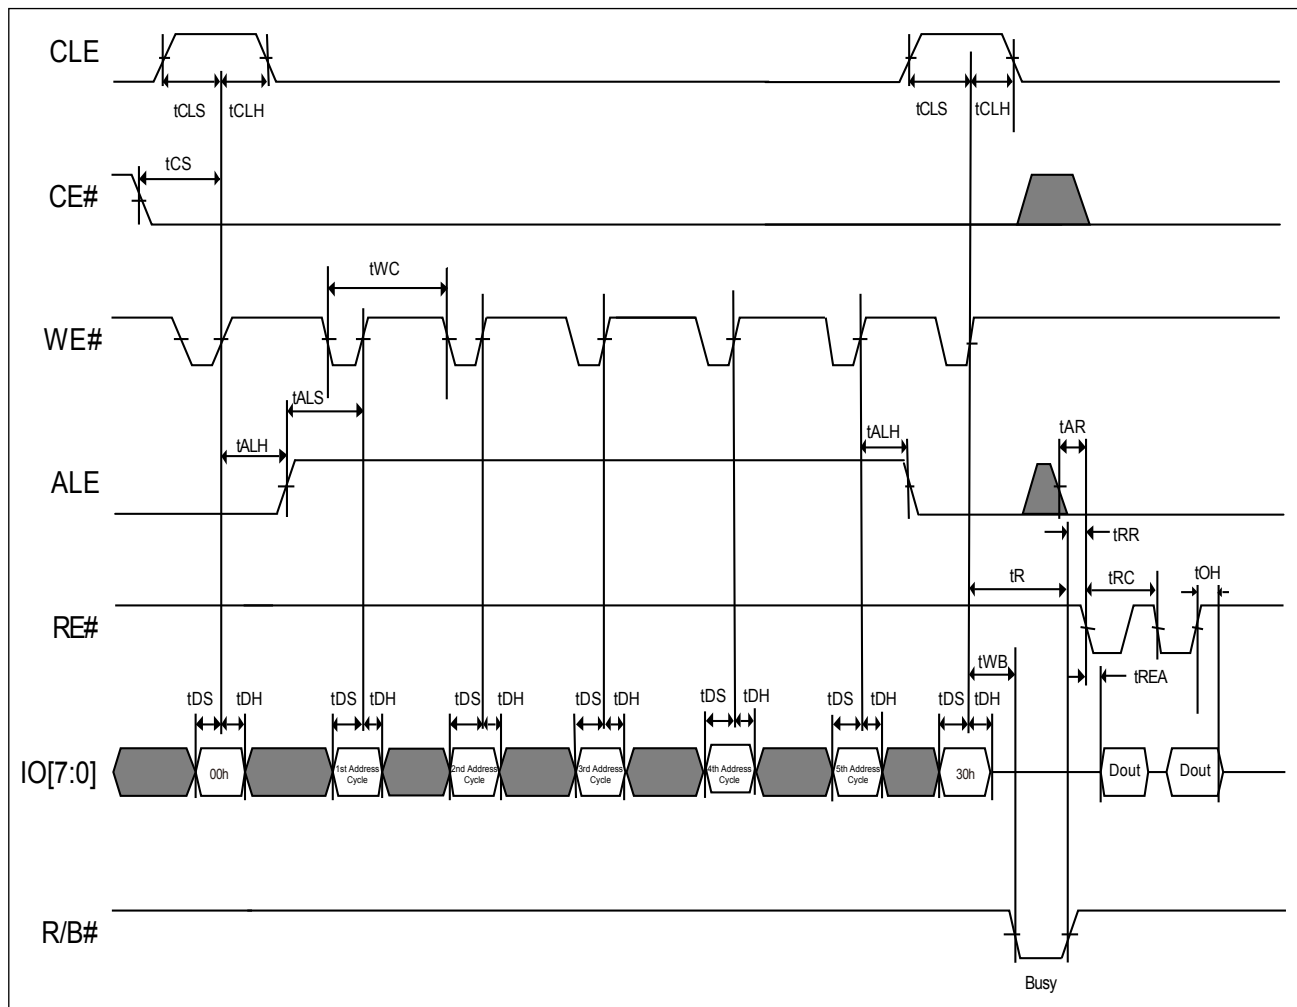 CLE
tCLS
tCLH
tCLS
tCLH
tCS
CE#
tWC
WE#
tALS
tALH
tALH
tAR
ALE
tRR
tR
tRC
tOH
RE#
tWB
tREA
tDS
tDH
tDS
tDH
tDS
tDH
tDS
tDH
tDS
tDH
tDS
tDH
tDS
tDH
IO[7:0]
00h
1st Address
Cycle
2nd Address
Cycle
3rd Address
Cycle
4th Address
Cycle
5th Address
Cycle
30h
Dout
Dout
R/B#
Busy